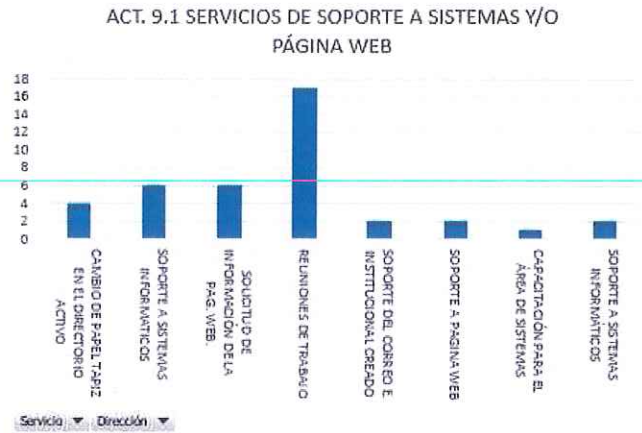 ACT. 9.1 SERVICIOS DE SOPORTE A SISTEMAS Y/O
PÁGINA WEB
18
16
14
12
10
8
6
4
2
0
CAMBIO DE PAPEL TAPIZ
EN EL DIRECTORIO
ACTIVO
SOPORTE A SISTEMAS
INFORMATICOS
SOLICITUD DE
INFORMACIÓN DE LA
PAG. WEB.
REUNIONES DE TRABAJO
SOPORTE DEL CORREO E
INSTITUCIONAL CREADO
SOPORTE A PAGINA WEB
CAPACITACIÓN PARA EL
ÁREA DE SISTEMAS
SOPORTE A SISTEMAS
INFORMÁTICOS
Servicio Dirección